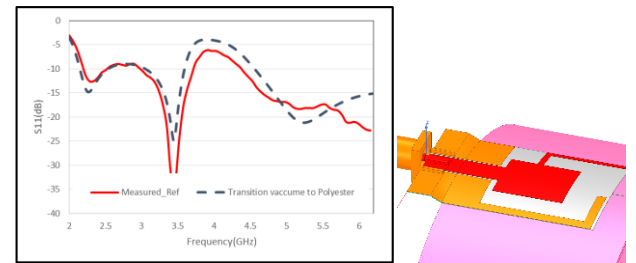 0
-5
-10
-15
-20
-25
-30
-35
-40
S11(dB)
Measured_Ref
Transition vaccume to Polyester
2 2.5 3 3.5 4 4.5 5 5.5 6
Frequency(GHz)